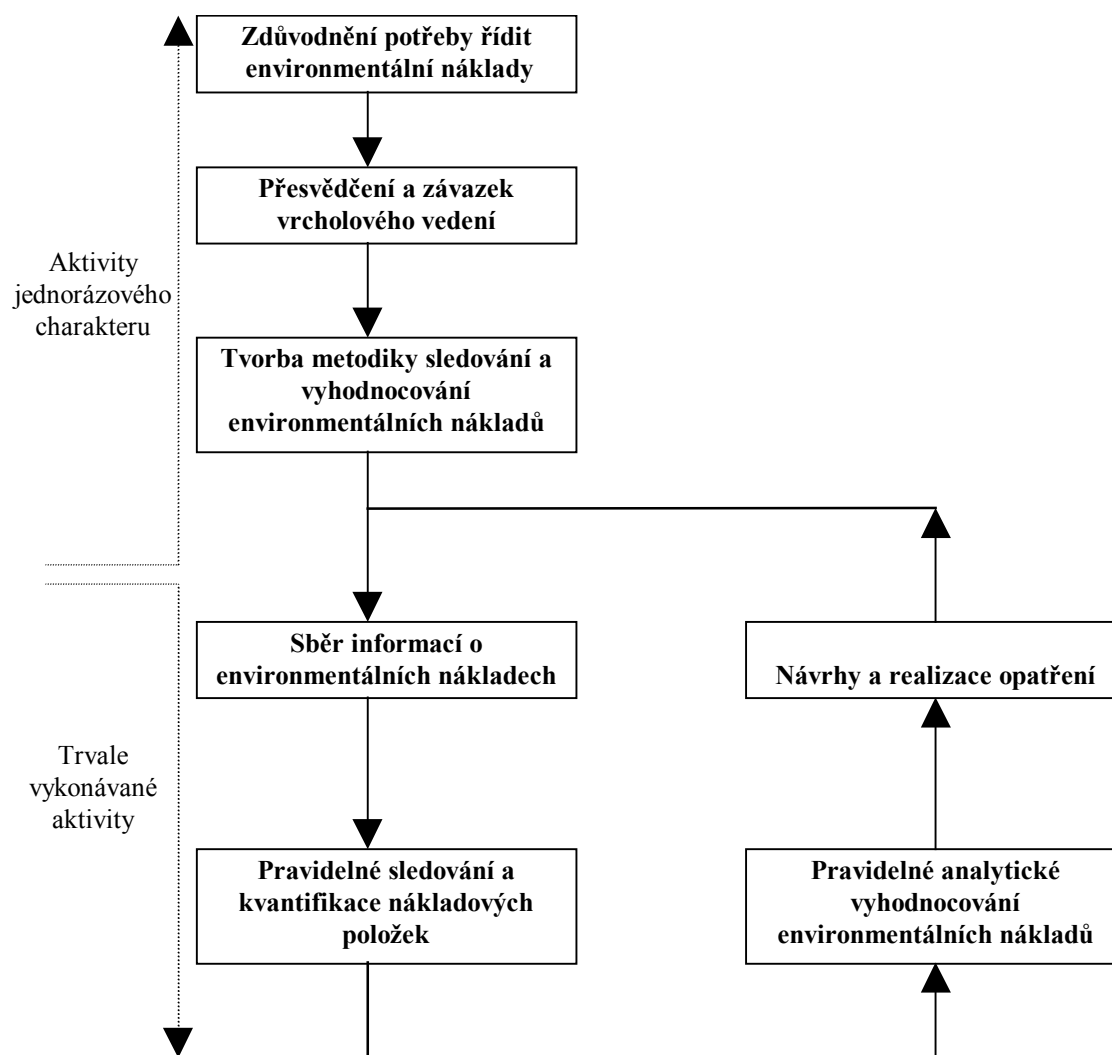 Zdůvodnění potřeby řídit
environmentální náklady
Přesvědčení a závazek
vrcholového vedení
Aktivity
jednorázového
charakteru
Tvorba metodiky sledování a
vyhodnocování
environmentálních nákladů
Sběr informací o
environmentálních nákladech
Návrhy a realizace opatření
Trvale
vykonávané
aktivity
Pravidelné sledování a
kvantifikace nákladových
položek
Pravidelné analytické
vyhodnocování
environmentálních nákladů